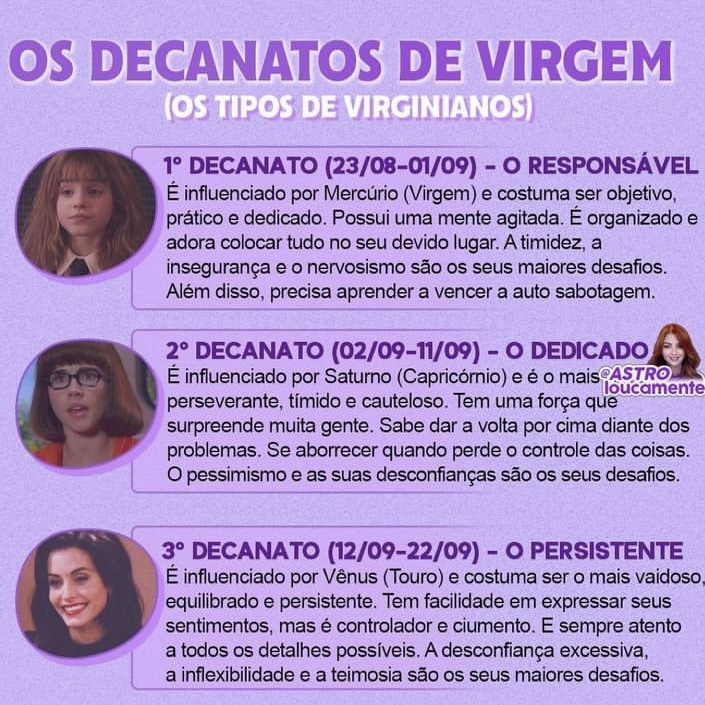 OS DECANATOS DE VIRGEM
(OS TIPOS DE VIRGINIANOS)
1º DECANATO (23/08-01/09) - O RESPONSÁVEL
É influenciado por Mercúrio (Virgem) e costuma ser objetivo,
prático e dedicado. Possui uma mente agitada. É organizado e
adora colocar tudo no seu devido lugar. A timidez, a
insegurança e o nervosismo são os seus maiores desafios.
Além disso, precisa aprender a vencer a auto sabotagem.
2º DECANATO (02/09-11/09) - O DEDICADO
É influenciado por Saturno (Capricórnio) e é o mais
perseverante, tímido e cauteloso. Tem uma força que
surpreende muita gente. Sabe dar a volta por cima diante dos
problemas. Se aborrecer quando perde o controle das coisas.
O pessimismo e as suas desconfianças são os seus desafios.
@ASTRO
loucamente
3º DECANATO (12/09-22/09) - O PERSISTENTE
É influenciado por Vênus (Touro) e costuma ser o mais vaidoso,
equilibrado e persistente. Tem facilidade em expressar seus
sentimentos, mas é controlador e ciumento. E sempre atento
a todos os detalhes possíveis. A desconfiança excessiva,
a inflexibilidade e a teimosia são os seus maiores desafios.